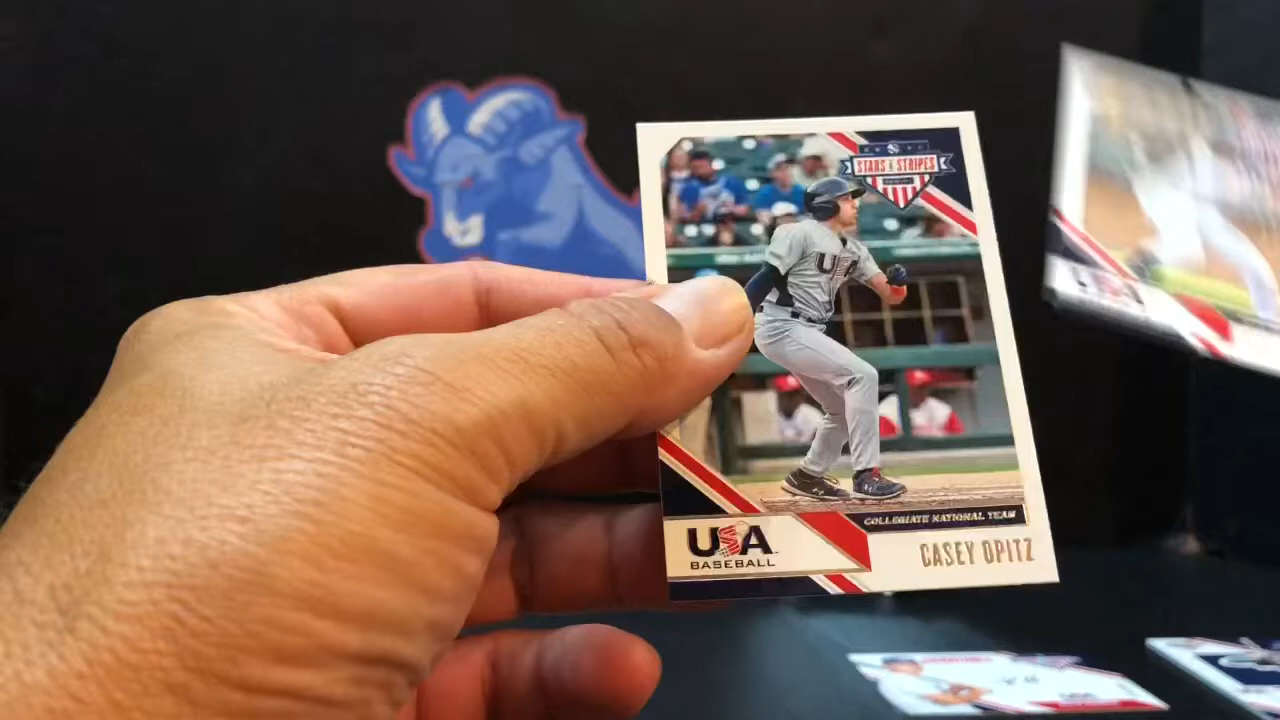 STARS & STRIPES
USA
COLLEGIATE NATIONAL TEAM
USA
BASEBALL
CASEY OPITZ